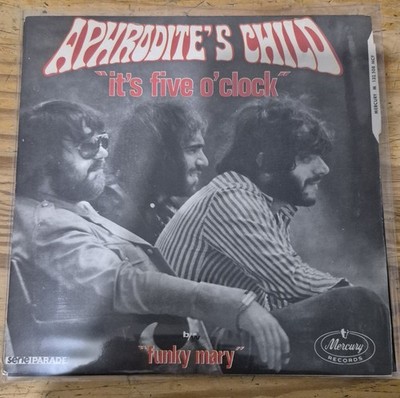 APHRODITE'S CHILD
"it's five o'clock"
"funky mary"
Mercury
RECORDS
PARADE